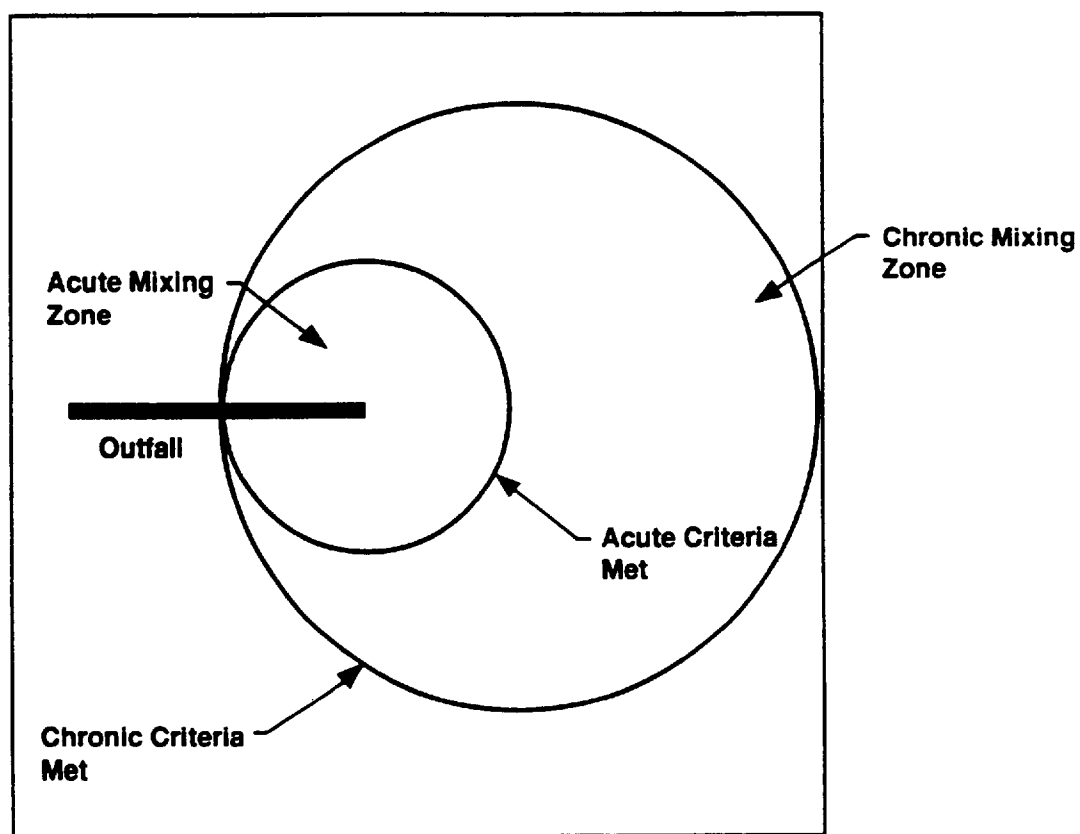 Chronic Mixing
Zone
Acute Mixing
Zone
Outfall
Acute Criteria
Met
Chronic Criteria
Met